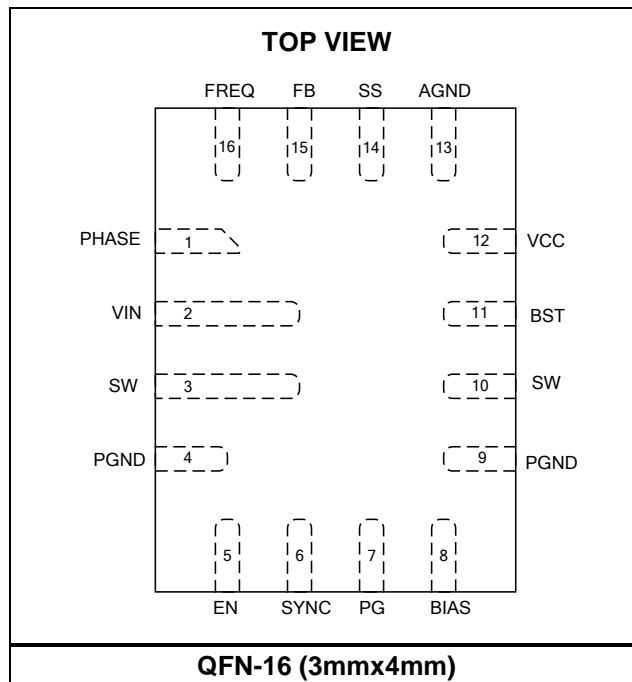 TOP VIEW
FREQ FB SS AGND
16 15 14 13
PHASE 1 12 VCC
VIN 2 11 BST
SW 3 10 SW
PGND 4 9 PGND
5 6 7 8
EN SYNC PG BIAS
QFN-16 (3mmx4mm)